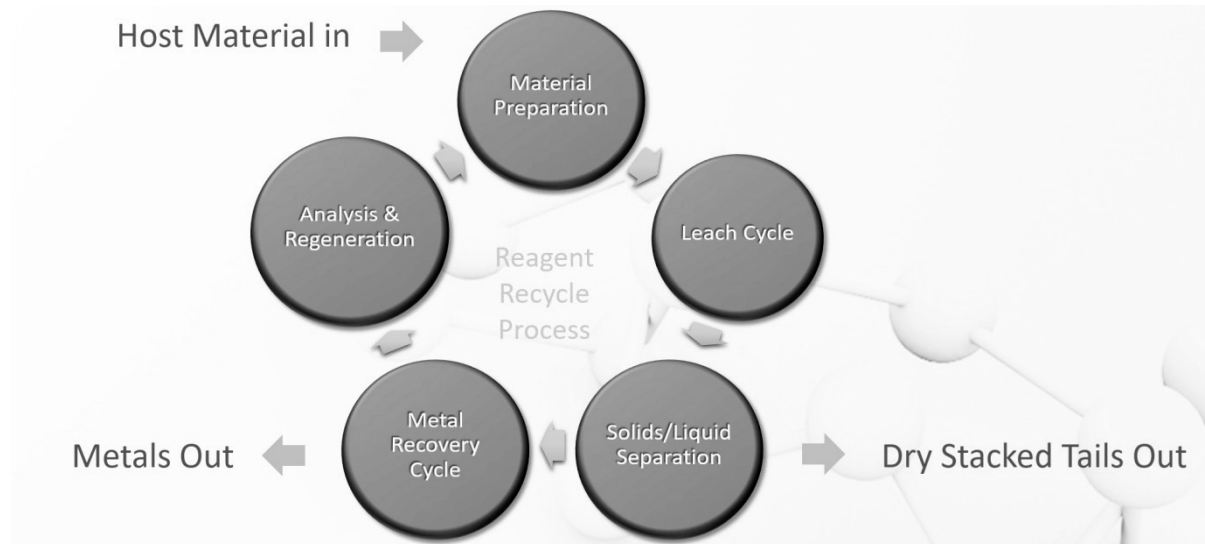 Host Material in
Material
Preparation
Analysis &
Regeneration
Leach Cycle
Reagent
Recycle
Process
Metal
Recovery
Cycle
Solids/Liquid
Separation
Metals Out
Dry Stacked Tails Out